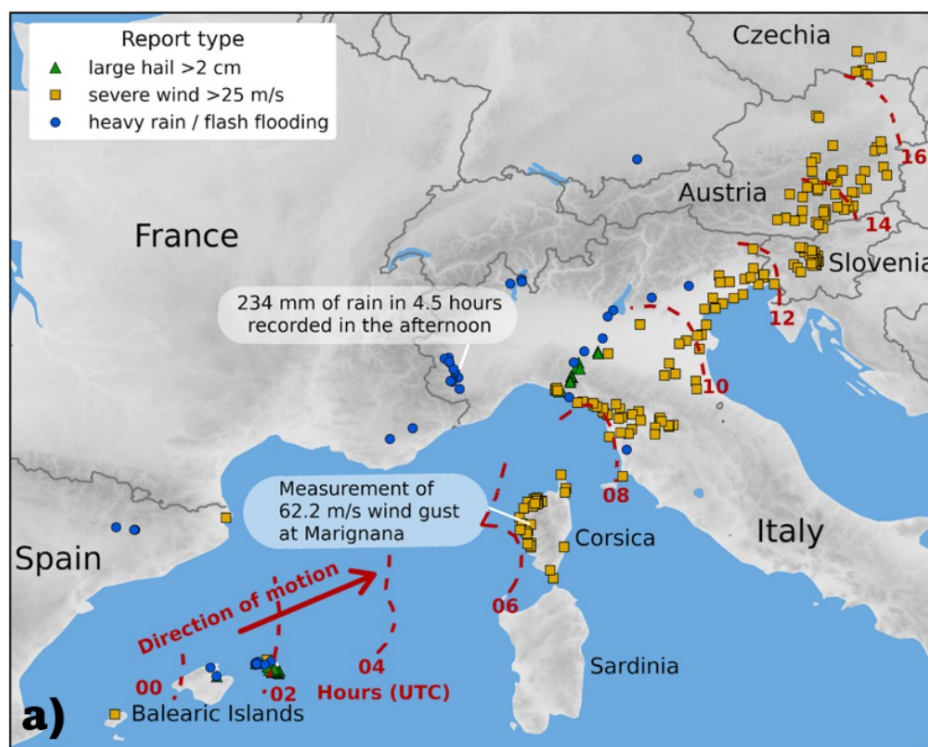 Report type
large hail >2 cm
severe wind >25 m/s
heavy rain / flash flooding
Czechia
16
Austria
France
14
Slovenia
234 mm of rain in 4.5 hours
recorded in the afternoon
12
10
08
Measurement of
62.2 m/s wind gust
at Marignana
Corsica
Italy
Spain
Direction of motion
06
04
Sardinia
00
02
Hours (UTC)
Balearic Islands
a)